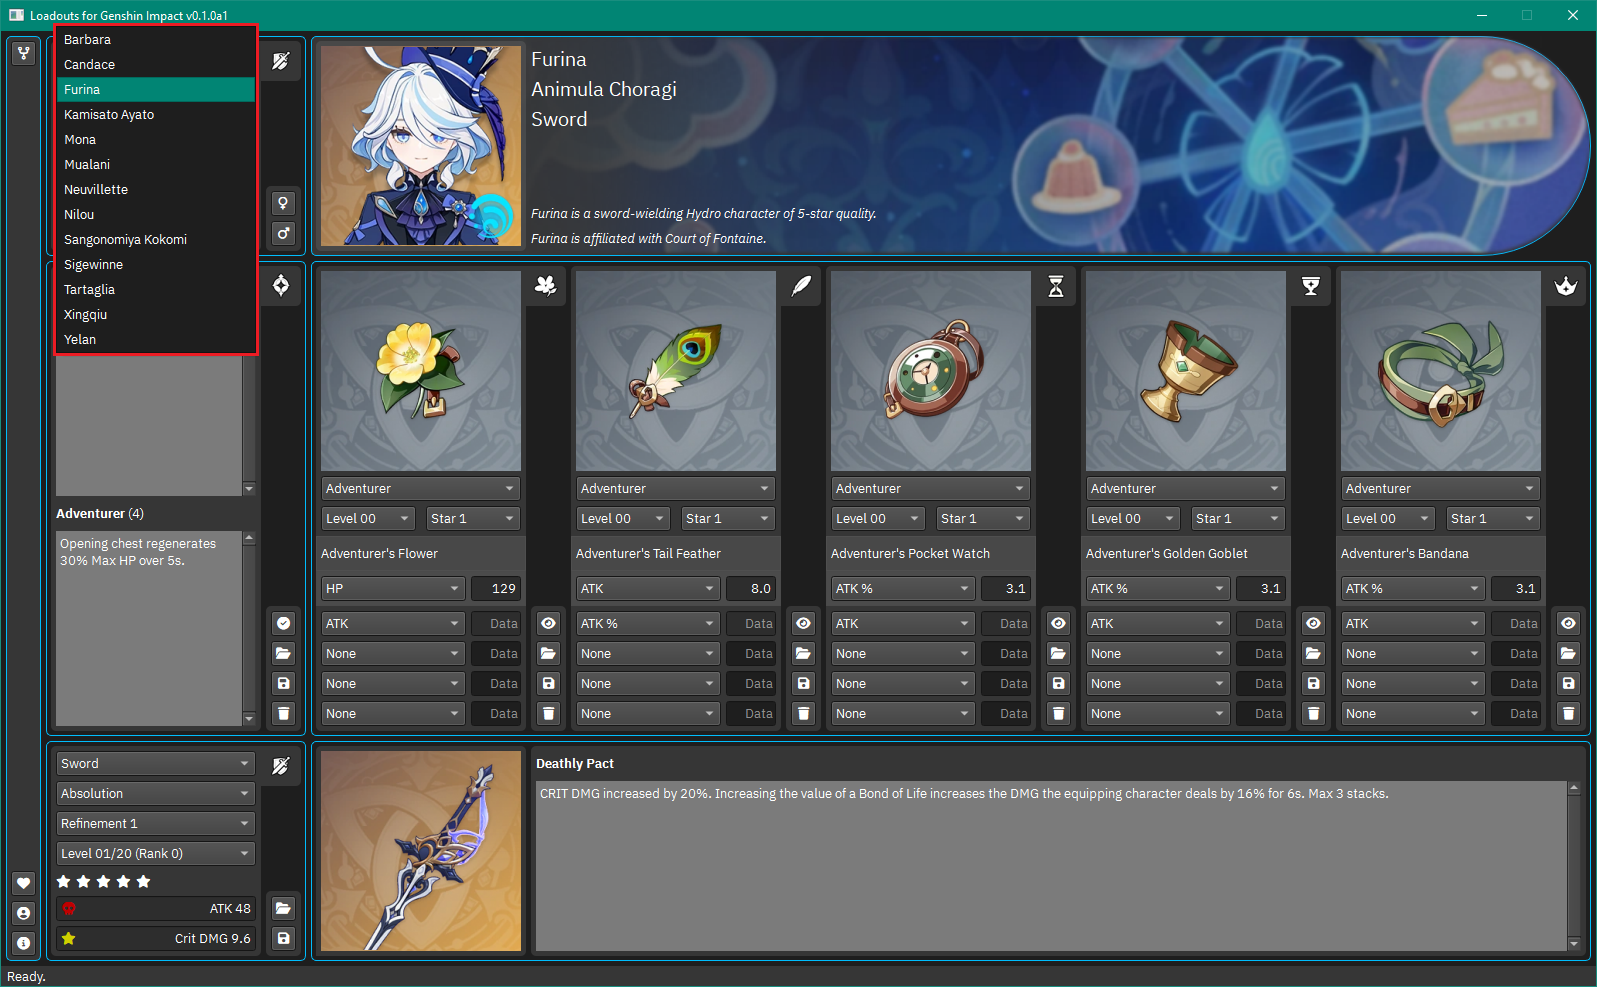 Loadouts for Genshin Impact v0.1.0a1
Barbara
Candace
Furina
Kamisato Ayato
Mona
Mualani
Neuvillette
Nilou
Sangonomiya Kokomi
Sigewinne
Tartaglia
Xingqiu
Yelan
Furina
Animula Choragi
Sword
Furina is a sword-wielding Hydro character of 5-star quality.
Furina is affiliated with Court of Fontaine.
Adventurer (4)
Opening chest regenerates
30% Max HP over 5s.
Adventurer
Level 00 Star 1
Adventurer's Flower
HP 129
ATK Data
None Data
None Data
None Data
Adventurer
Level 00 Star 1
Adventurer's Tail Feather
ATK 8.0
ATK % Data
None Data
None Data
None Data
Adventurer
Level 00 Star 1
Adventurer's Pocket Watch
ATK % 3.1
ATK Data
None Data
None Data
None Data
Adventurer
Level 00 Star 1
Adventurer's Golden Goblet
ATK % 3.1
ATK Data
None Data
None Data
None Data
Adventurer
Level 00 Star 1
Adventurer's Bandana
ATK % 3.1
ATK Data
None Data
None Data
None Data
Sword
Absolution
Refinement 1
Level 01/20 (Rank 0)
ATK 48
Crit DMG 9.6
Deathly Pact
CRIT DMG increased by 20%. Increasing the value of a Bond of Life increases the DMG the equipping character deals by 16% for 6s. Max 3 stacks.
Ready.